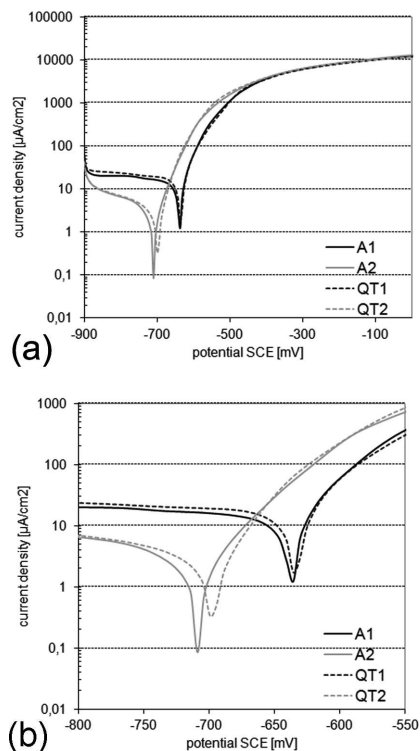 100000
10000
1000
100
10
1
0,1
0,01
current density [µA/cm2]
A1
A2
QT1
QT2
-900 -700 -500 -300 -100
potential SCE [mV]
(a)
1000
100
10
1
0,1
0,01
current density [µA/cm2]
A1
A2
QT1
QT2
-800 -750 -700 -650 -600 -550
potential SCE [mV]
(b)